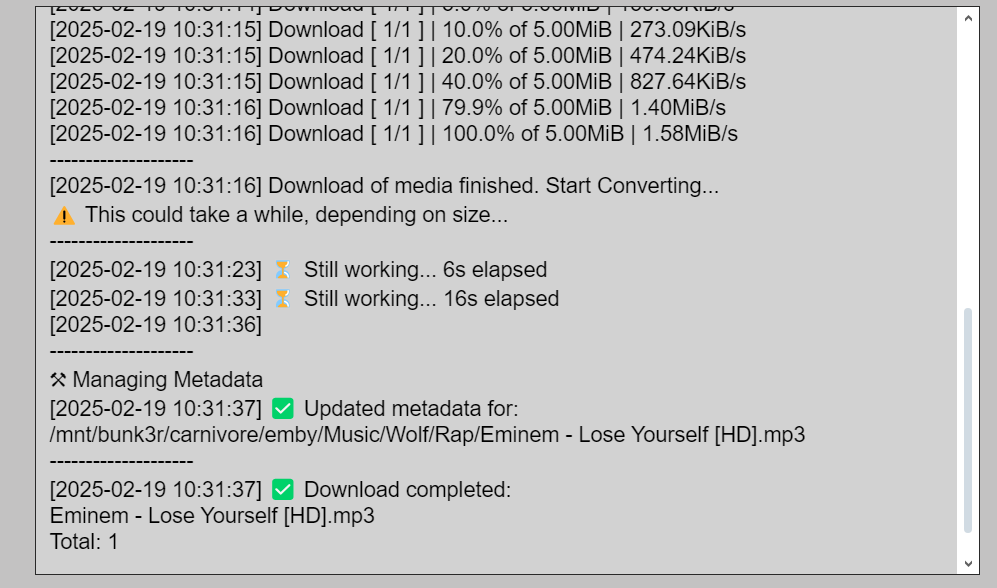 [2025-02-19 10:31:15] Download [ 1/1 ] | 10.0% of 5.00MiB | 273.09KiB/s
[2025-02-19 10:31:15] Download [ 1/1 ] | 20.0% of 5.00MiB | 474.24KiB/s
[2025-02-19 10:31:15] Download [ 1/1 ] | 40.0% of 5.00MiB | 827.64KiB/s
[2025-02-19 10:31:16] Download [ 1/1 ] | 79.9% of 5.00MiB | 1.40MiB/s
[2025-02-19 10:31:16] Download [ 1/1 ] | 100.0% of 5.00MiB | 1.58MiB/s
--------------------
[2025-02-19 10:31:16] Download of media finished. Start Converting...
⚠️ This could take a while, depending on size...
--------------------
[2025-02-19 10:31:23] ⏳ Still working... 6s elapsed
[2025-02-19 10:31:33] ⏳ Still working... 16s elapsed
[2025-02-19 10:31:36]
--------------------
⚒ Managing Metadata
[2025-02-19 10:31:37] ✅ Updated metadata for:
/mnt/bunk3r/carnivore/emby/Music/Wolf/Rap/Eminem - Lose Yourself [HD].mp3
--------------------
[2025-02-19 10:31:37] ✅ Download completed:
Eminem - Lose Yourself [HD].mp3
Total: 1